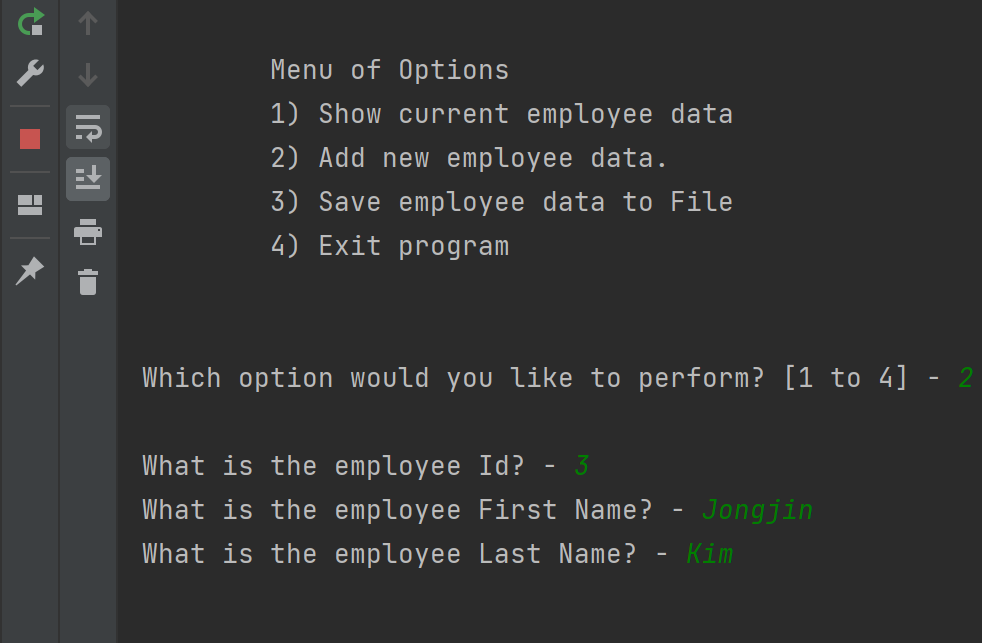 Menu of Options
1) Show current employee data
2) Add new employee data.
3) Save employee data to File
4) Exit program
Which option would you like to perform? [1 to 4] - 2
What is the employee Id? - 3
What is the employee First Name? - Jongjin
What is the employee Last Name? - Kim